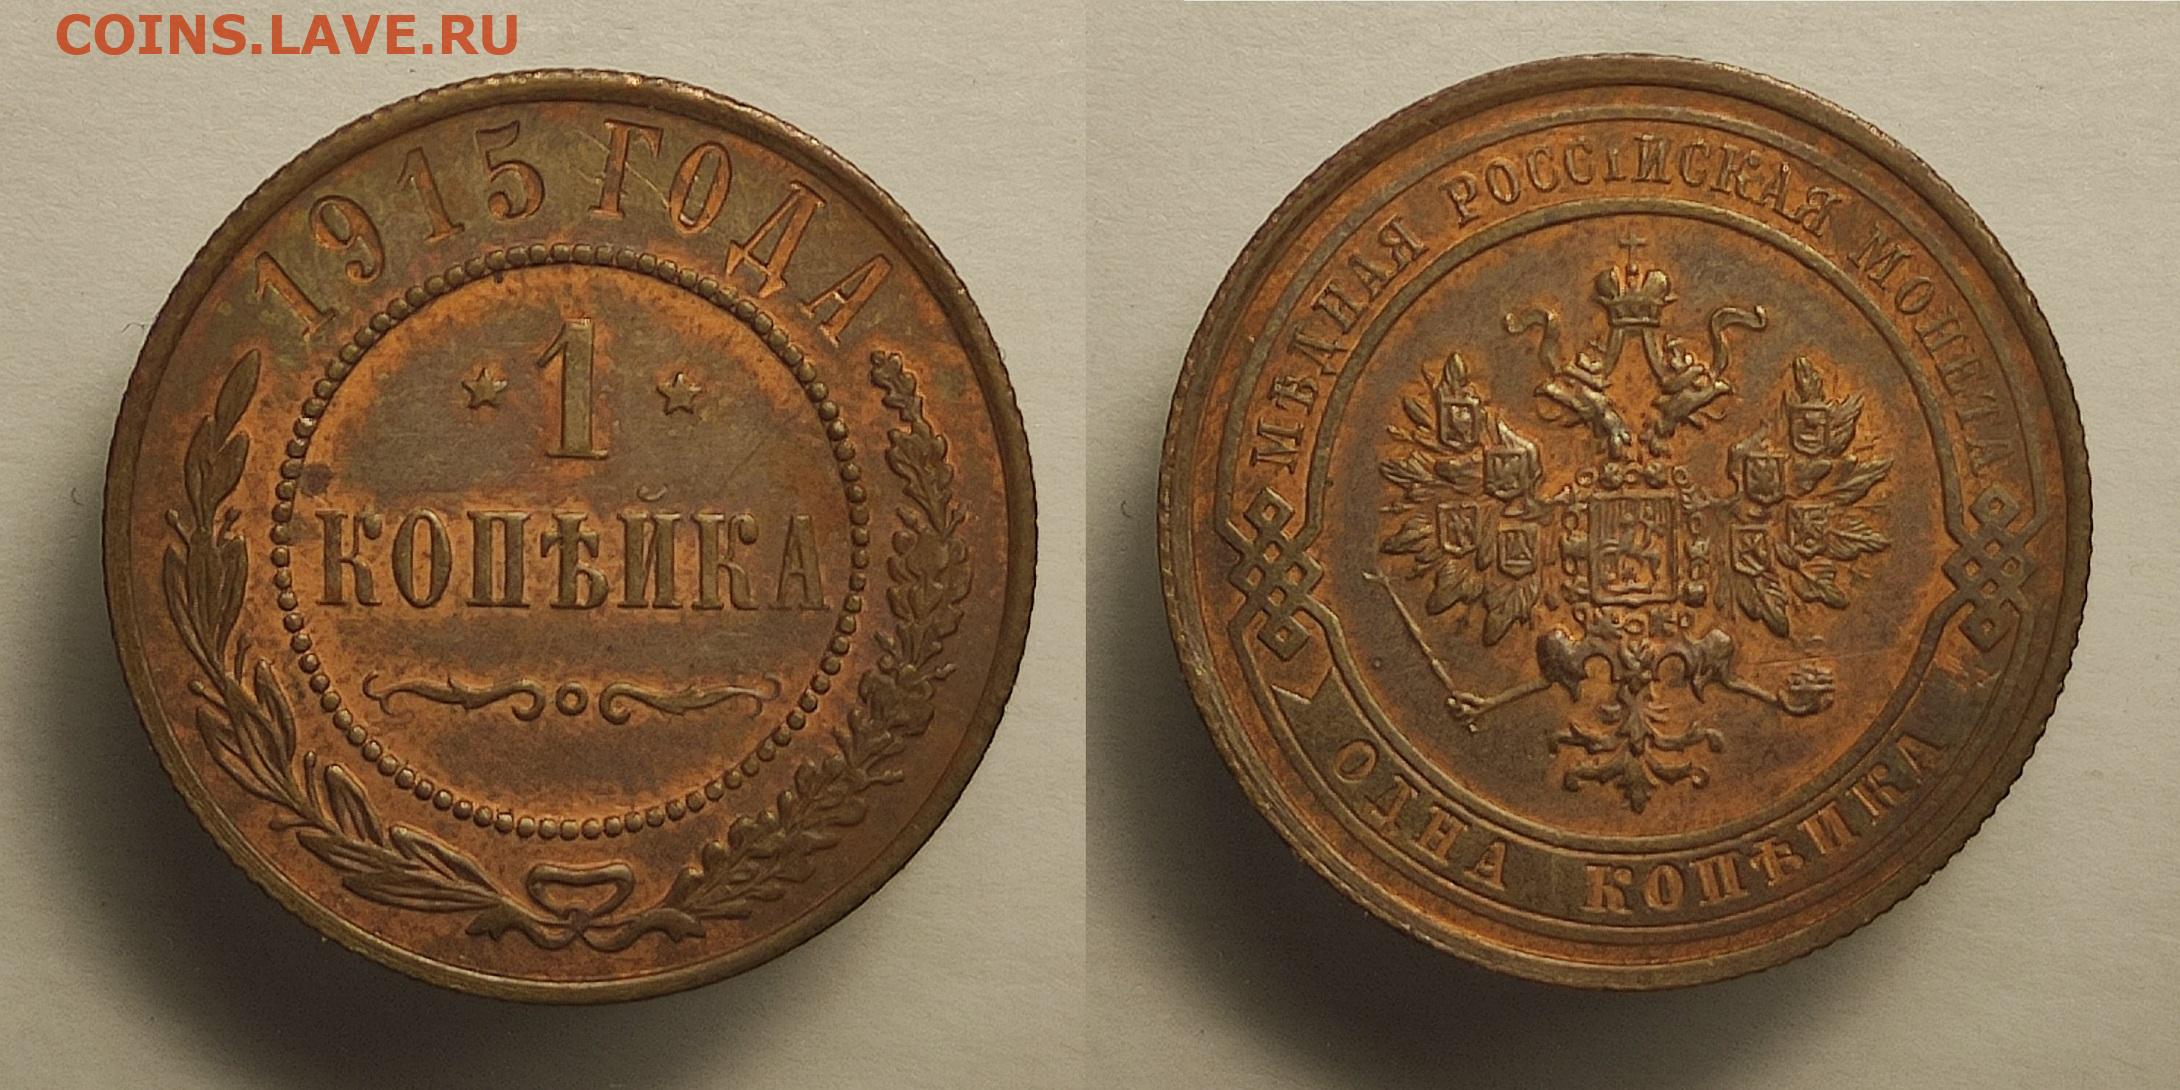 COINS.LAVE.RU
1915 ГОДА
1
КОПѢЙКА
МѢДНАЯ РОССІЙСКАЯ МОНЕТА
ОДНА КОПѢЙКА